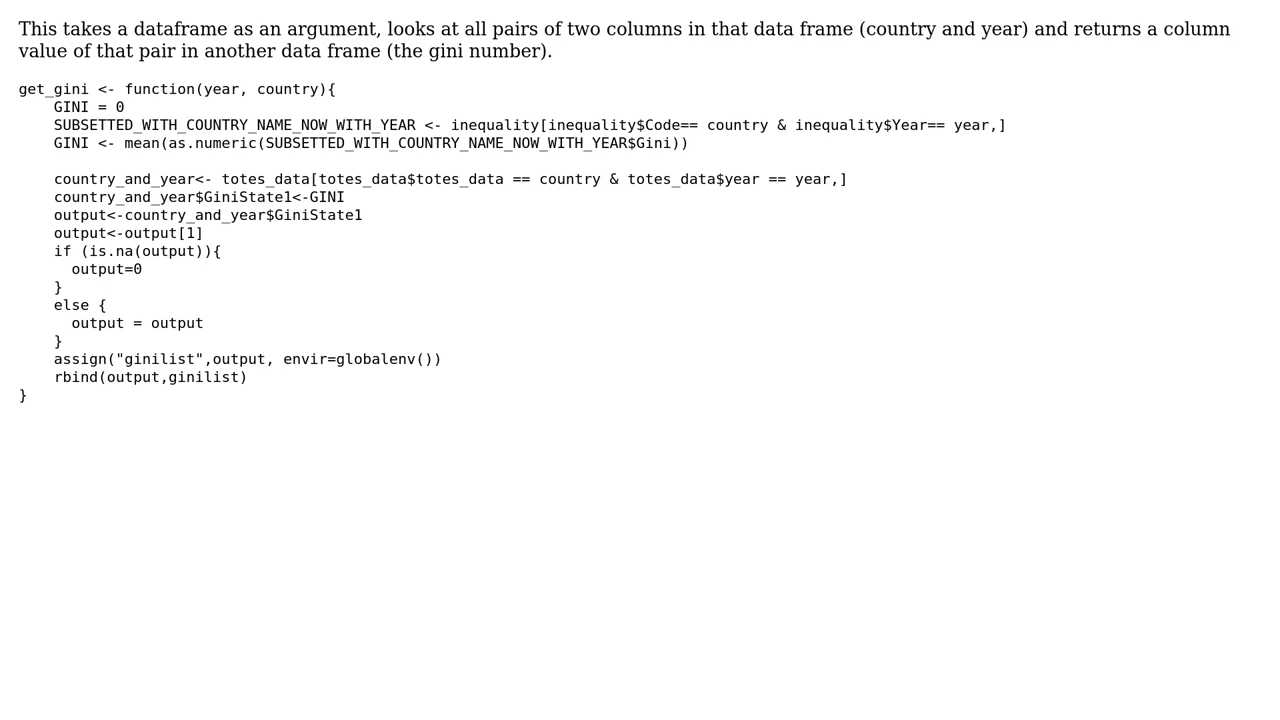 This takes a dataframe as an argument, looks at all pairs of two columns in that data frame (country and year) and returns a column
value of that pair in another data frame (the gini number).
get_gini <- function(year, country){
    GINI = 0
    SUBSETTED_WITH_COUNTRY_NAME_NOW_WITH_YEAR <- inequality[inequality$Code== country & inequality$Year== year,]
    GINI <- mean(as.numeric(SUBSETTED_WITH_COUNTRY_NAME_NOW_WITH_YEAR$Gini))
    country_and_year<- totes_data[totes_data$totes_data == country & totes_data$year == year,]
    country_and_year$GiniState1<-GINI
    output<-country_and_year$GiniState1
    output<-output[1]
    if (is.na(output)){
      output=0
    }
    else {
      output = output
    }
    assign("ginilist",output, envir=globalenv())
    rbind(output,ginilist)
}